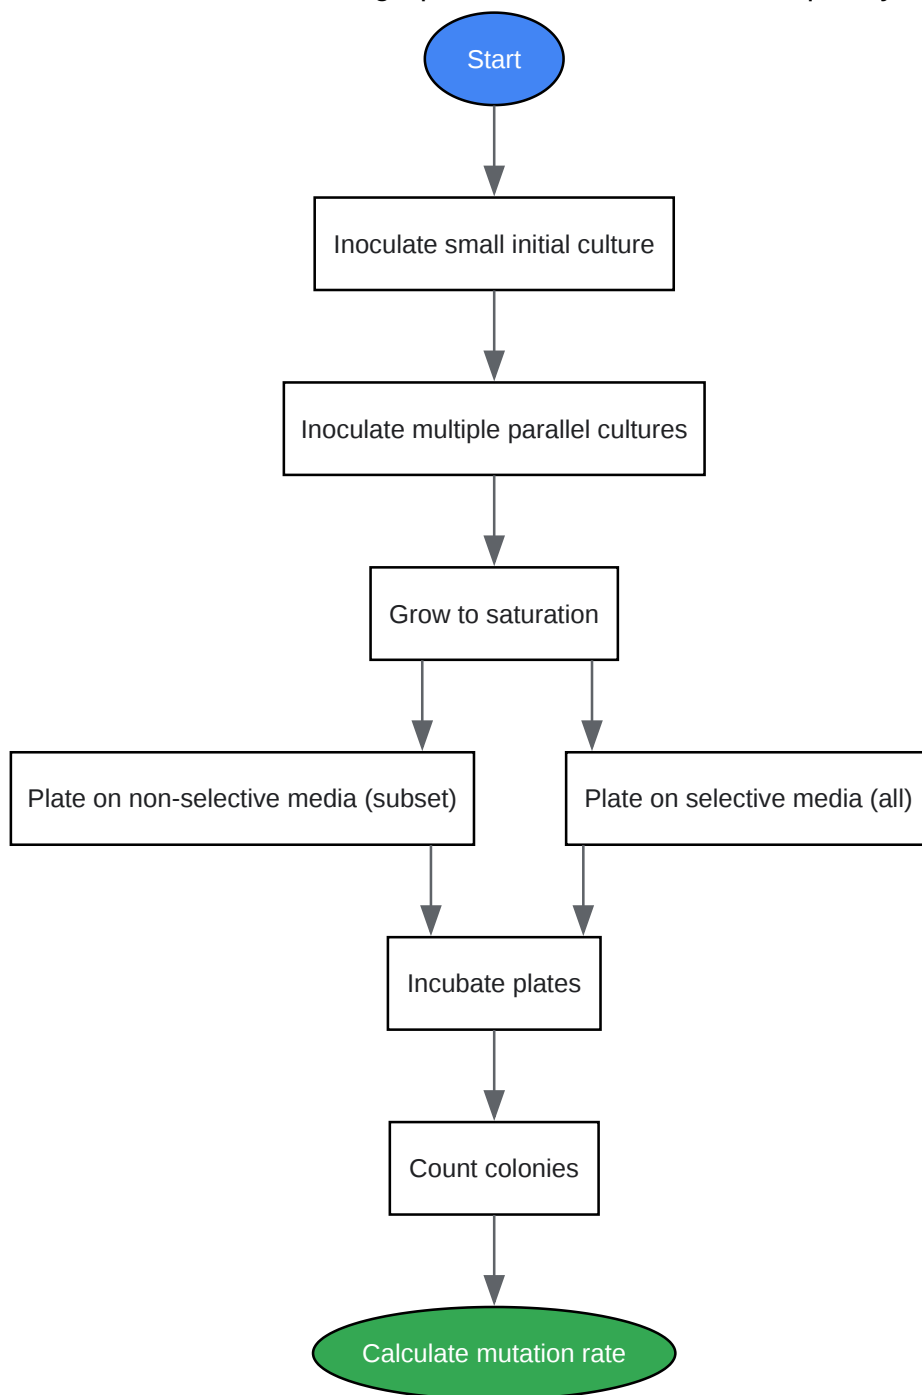 Start
Inoculate small initial culture
Inoculate multiple parallel cultures
Grow to saturation
Plate on non-selective media (subset)
Plate on selective media (all)
Incubate plates
Count colonies
Calculate mutation rate